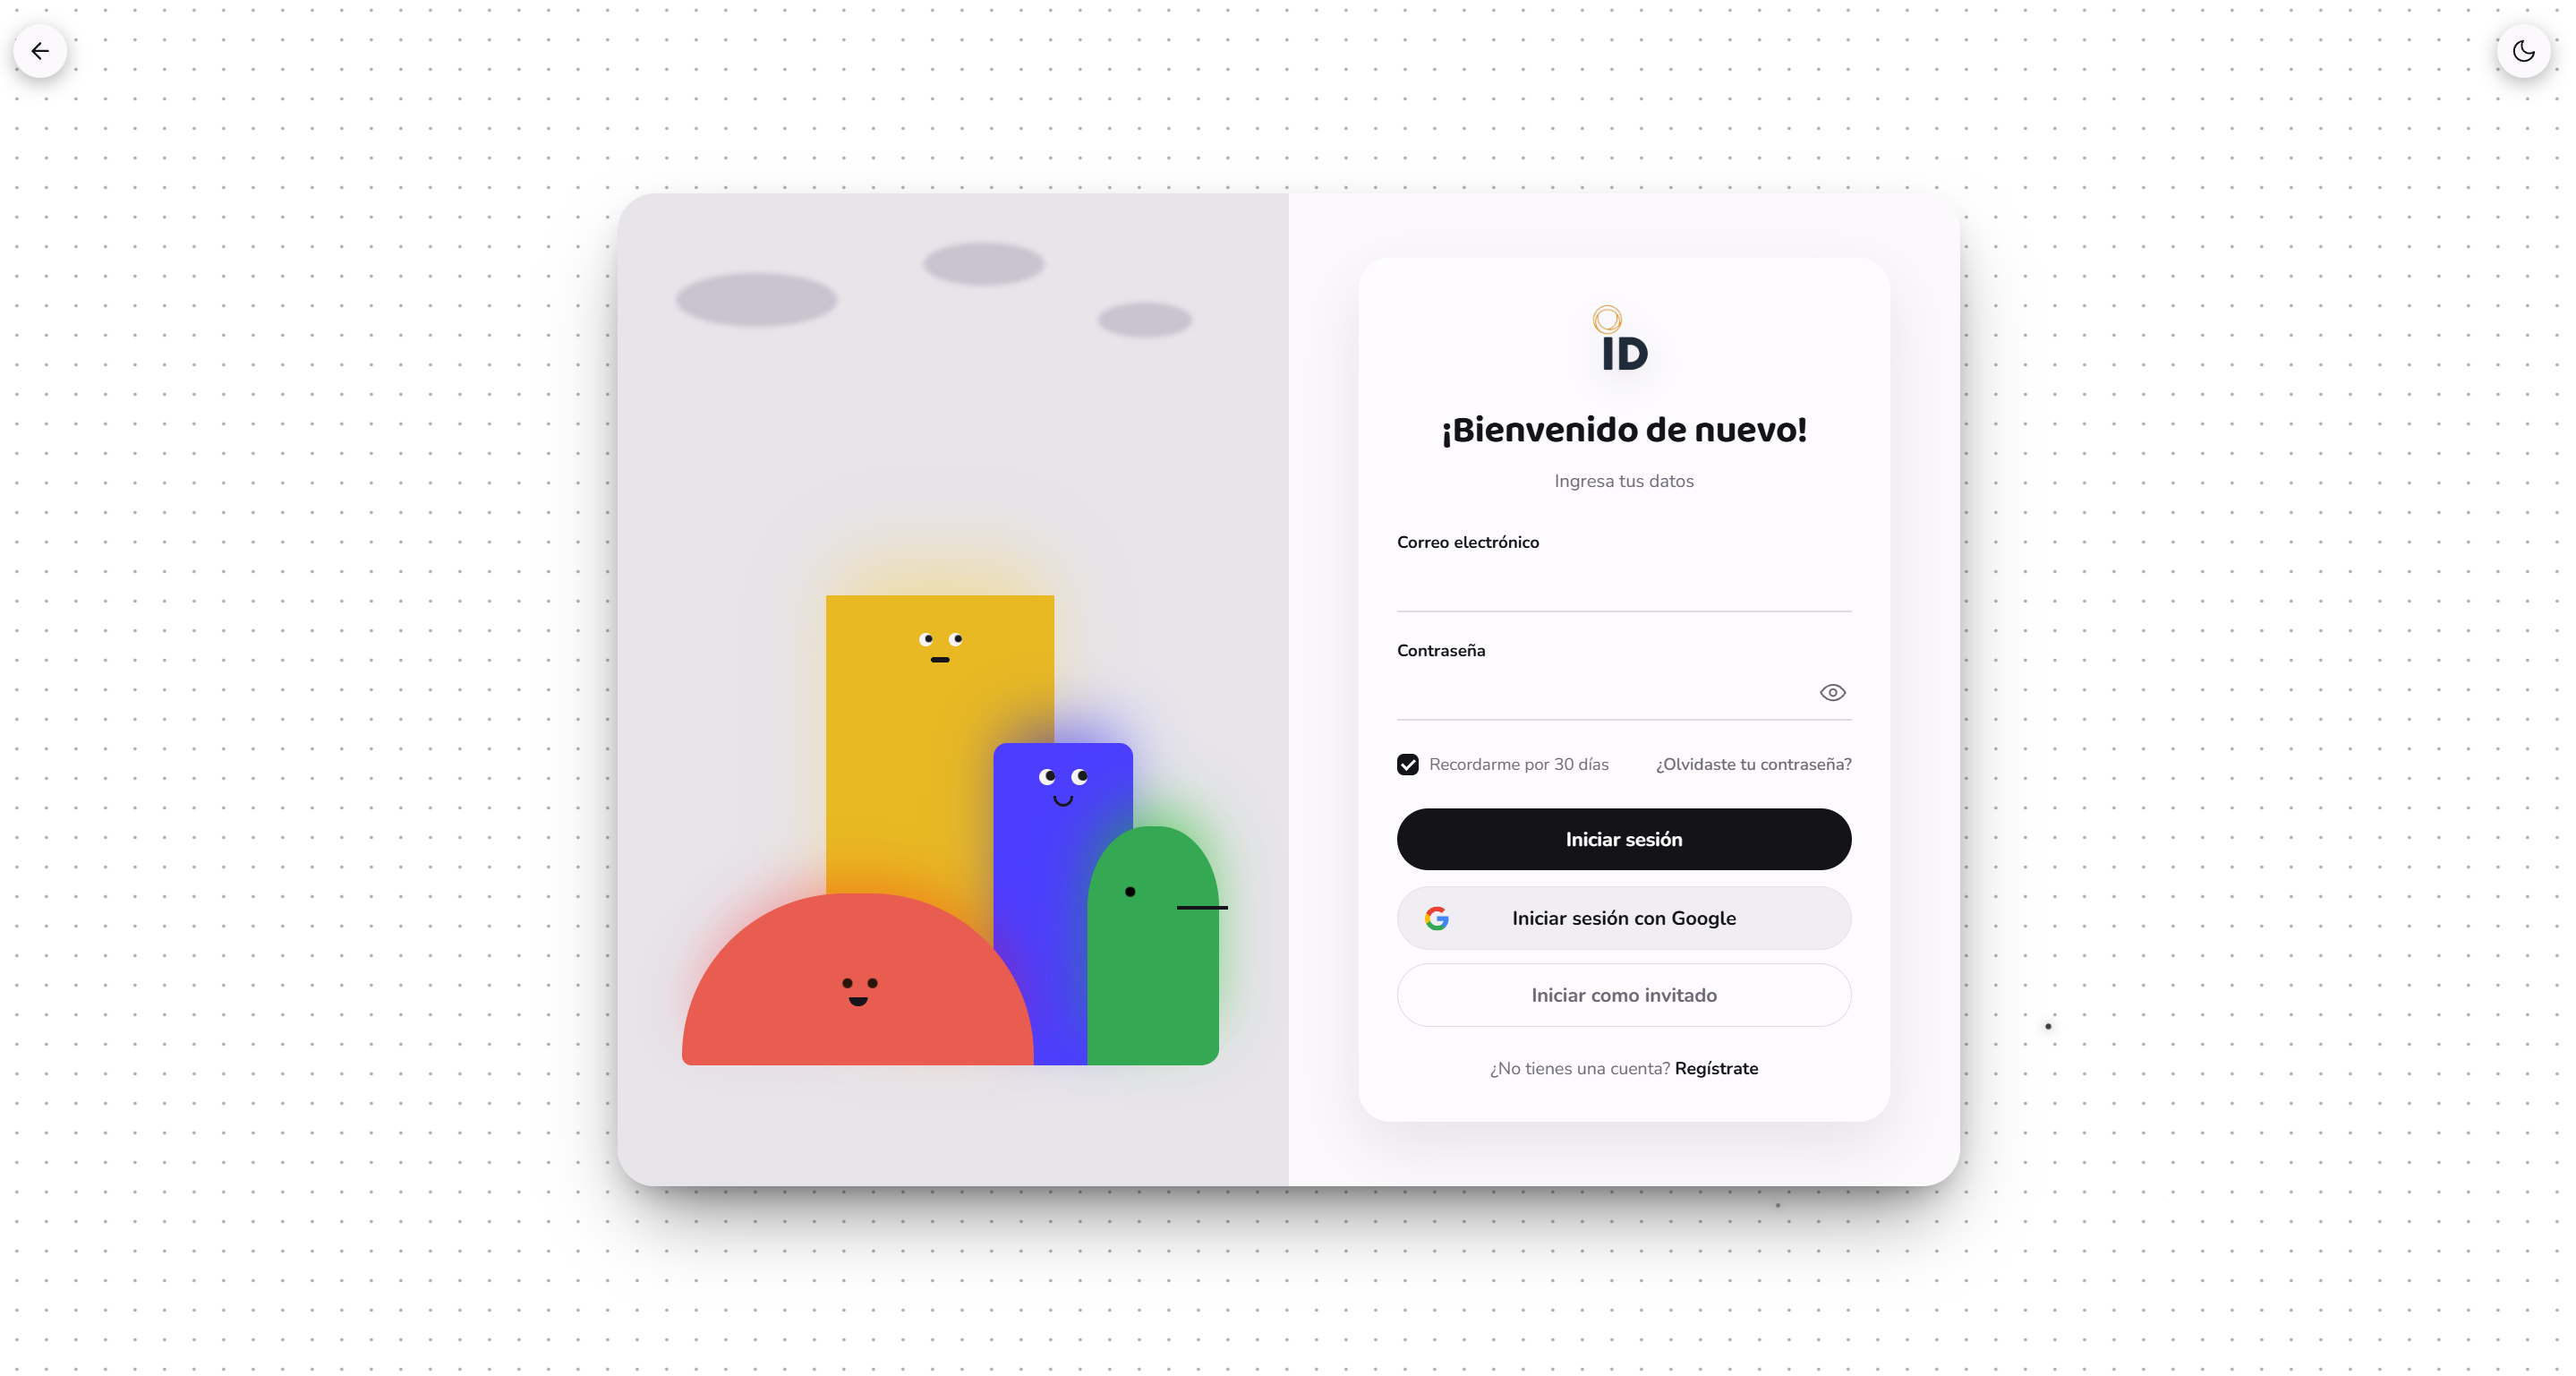 ID
¡Bienvenido de nuevo!
Ingresa tus datos
Correo electrónico
Contraseña
Recordarme por 30 días
¿Olvidaste tu contraseña?
Iniciar sesión
Iniciar sesión con Google
Iniciar como invitado
¿No tienes una cuenta? Regístrate